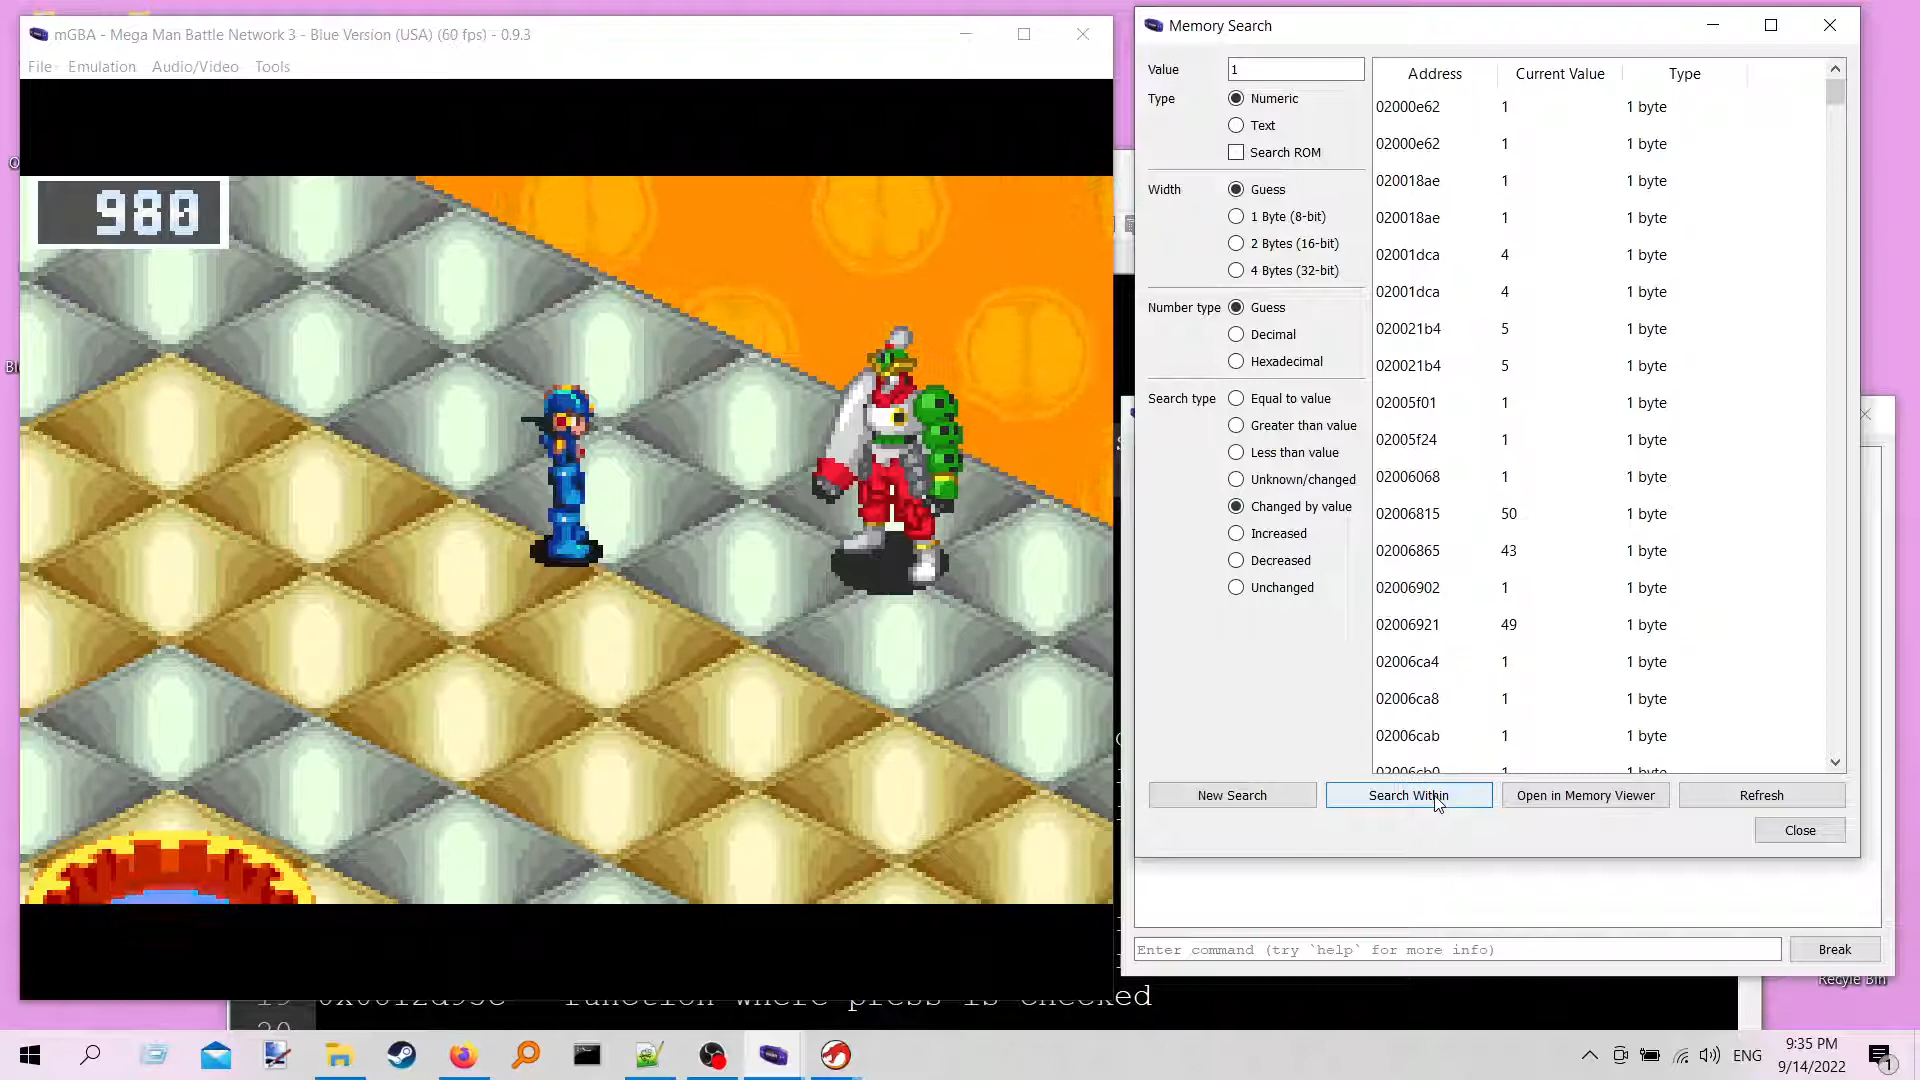 mGBA - Mega Man Battle Network 3 - Blue Version (USA) (60 fps) - 0.9.3
File Emulation Audio/Video Tools
980
Memory Search
Value 1
Type Numeric
Text
Search ROM
Width Guess
1 Byte (8-bit)
2 Bytes (16-bit)
4 Bytes (32-bit)
Number type Guess
Decimal
Hexadecimal
Search type Equal to value
Greater than value
Less than value
Unknown/changed
Changed by value
Increased
Decreased
Unchanged
Address Current Value Type
02000e62 1 1 byte
02000e62 1 1 byte
020018ae 1 1 byte
020018ae 1 1 byte
02001dca 4 1 byte
02001dca 4 1 byte
020021b4 5 1 byte
020021b4 5 1 byte
02005f01 1 1 byte
02005f24 1 1 byte
02006068 1 1 byte
02006815 50 1 byte
02006865 43 1 byte
02006902 1 1 byte
02006921 49 1 byte
02006ca4 1 1 byte
02006ca8 1 1 byte
02006cab 1 1 byte
02006cb0 1 1 byte
New Search Search Within Open in Memory Viewer Refresh
Close
Enter command (try `help` for more info) Break
Recycle Bin
function where press is checked
ENG
9:35 PM
9/14/2022
1